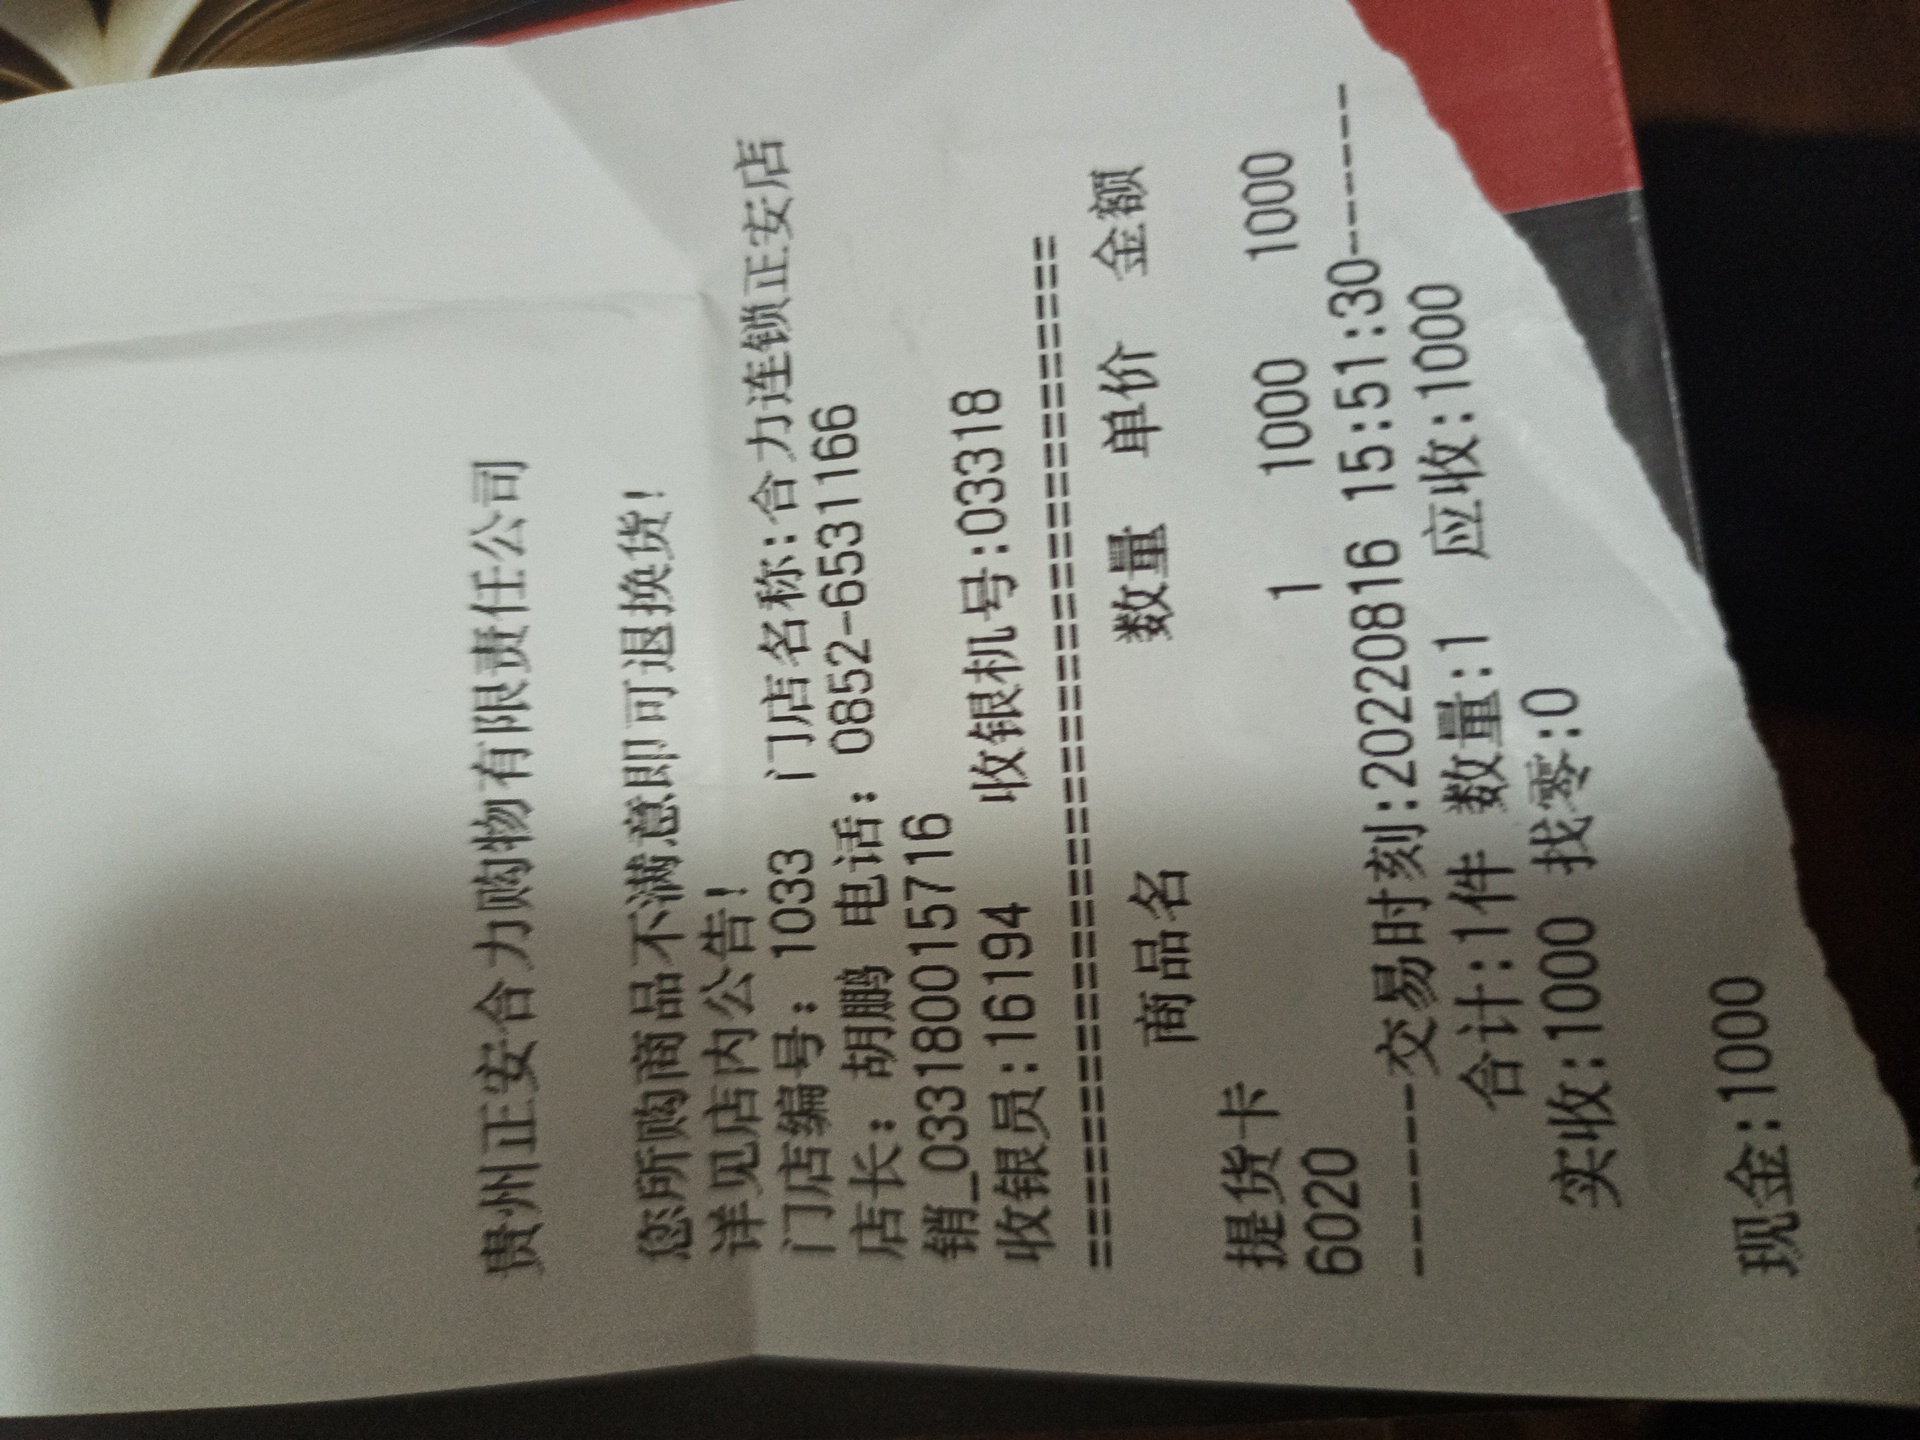 贵州正安合力购物有限责任公司
您所购商品不满意即可退换货!
详见店内公告!
门店编号: 1033 门店名称:合力连锁正安店
店长: 胡鹏 电话: 0852-6531166
销_033180015716
收银员:16194 收银机号:03318
==========================================
商品名 数量 单价 金额
提货卡
6020 1 1000 1000
--------交易时刻:20220816 15:51:30-------
合计:1件 数量:1 应收:1000
实收:1000 找零:0
现金:1000